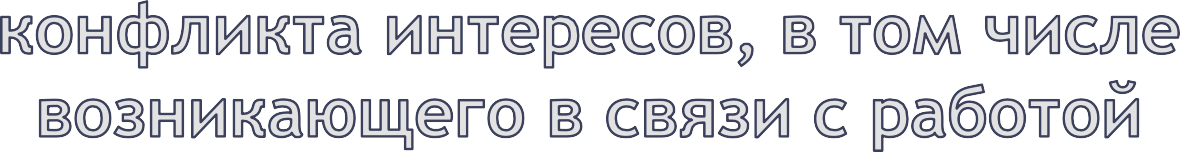 конфликта интересов, в том числе
возникающего в связи с работой